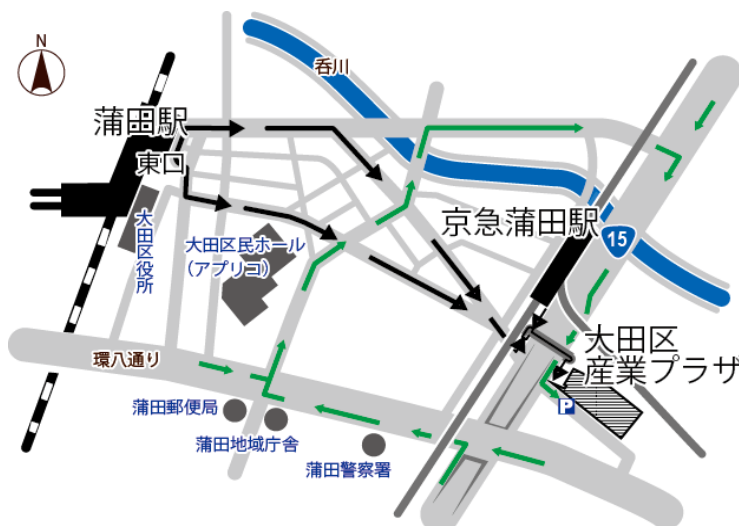 N
呑川
蒲田駅
東口
京急蒲田駅
15
大田区役所
大田区民ホール
（アプリコ）
大田区
産業プラザ
環八通り
P
蒲田郵便局
蒲田地域庁舎
蒲田警察署